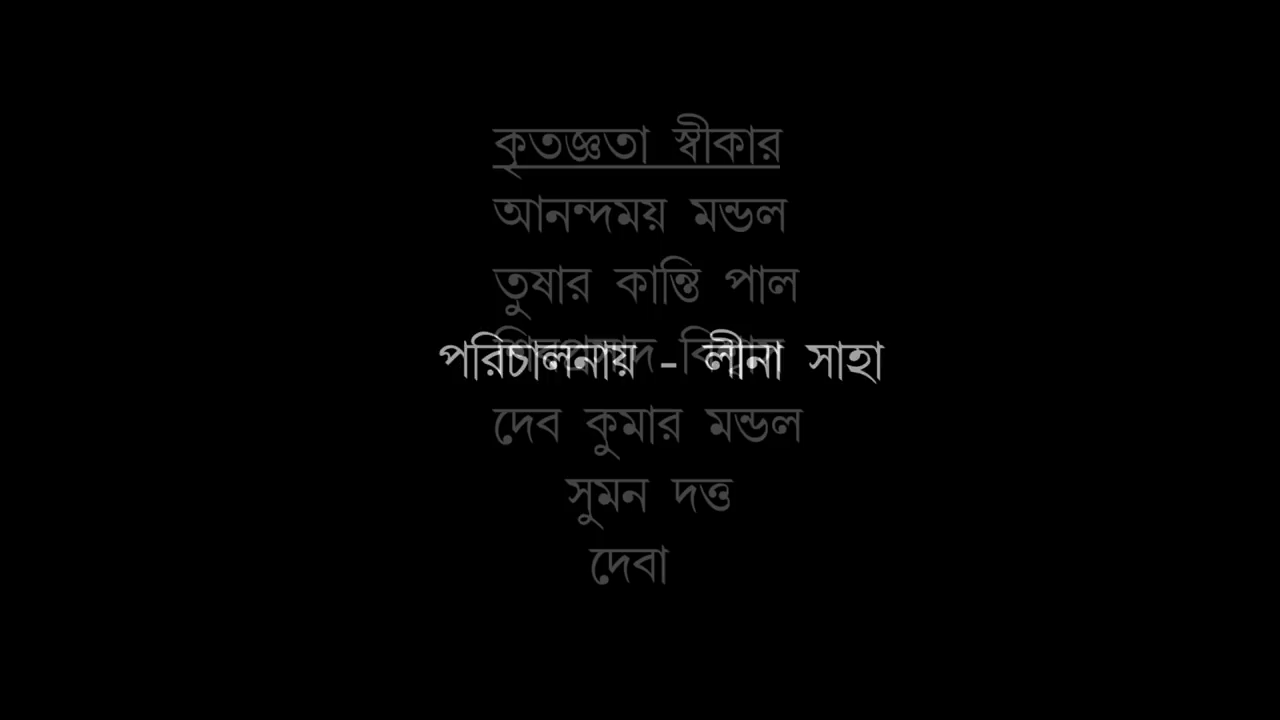 কৃতজ্ঞতা স্বীকার
আনন্দময় মন্ডল
তুষার কান্তি পাল
পরিচালনায় - লীনা সাহা
দেব কুমার মন্ডল
সুমন দত্ত
দেবা